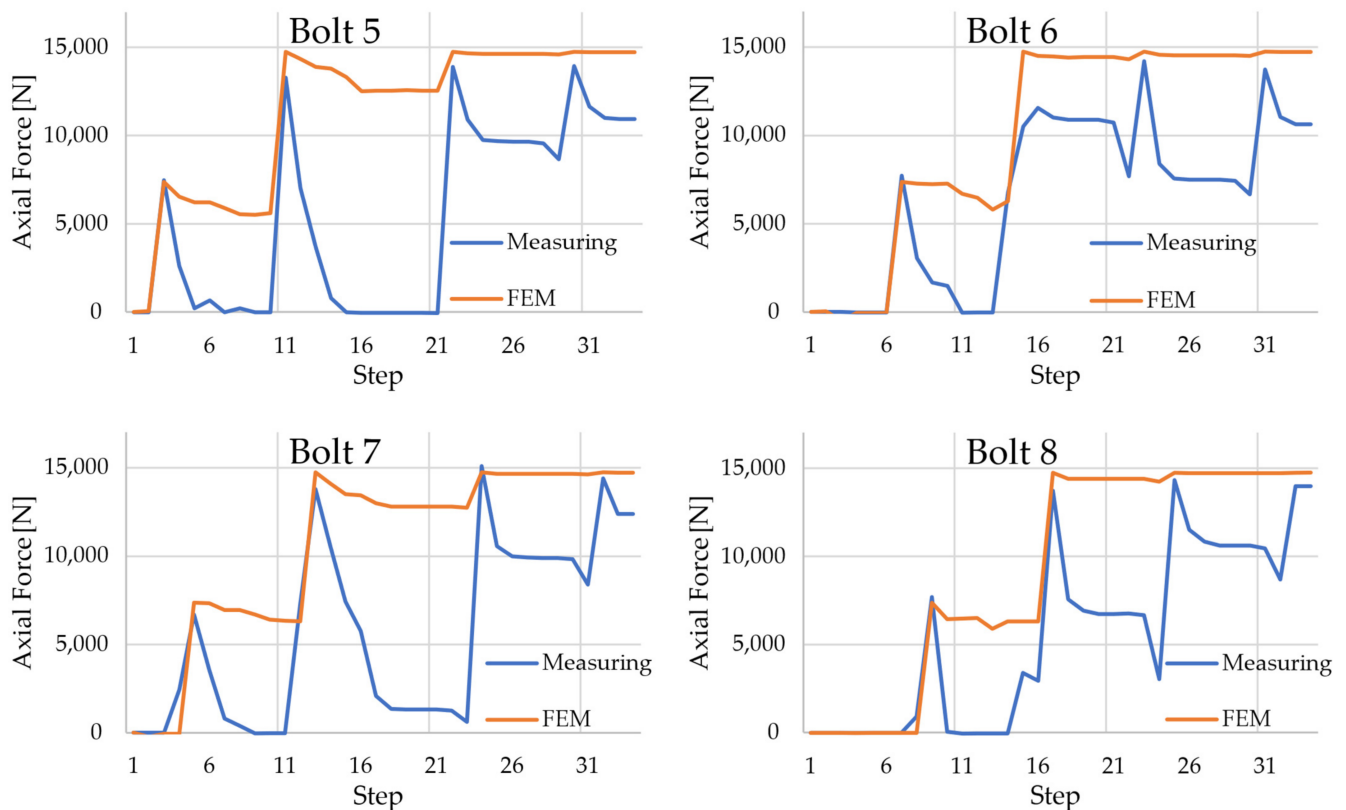 Bolt 5
15,000
10,000
5,000
0
Axial Force [N]
Measuring
FEM
1 6 11 16 21 26 31
Step
Bolt 6
15,000
10,000
5,000
0
Axial Force [N]
Measuring
FEM
1 6 11 16 21 26 31
Step
Bolt 7
15,000
10,000
5,000
0
Axial Force [N]
Measuring
FEM
1 6 11 16 21 26 31
Step
Bolt 8
15,000
10,000
5,000
0
Axial Force [N]
Measuring
FEM
1 6 11 16 21 26 31
Step